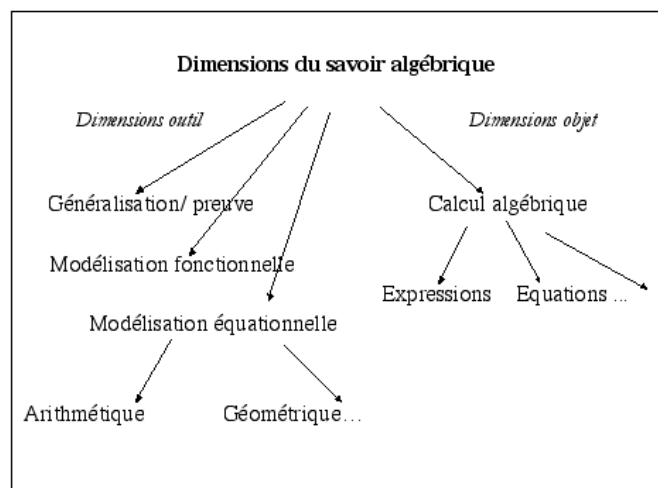 Dimensions du savoir algébrique
Dimensions outil
Dimensions objet
Généralisation/ preuve
Calcul algébrique
Modélisation fonctionnelle
Expressions
Equations ...
Modélisation équationnelle
Arithmétique
Géométrique...